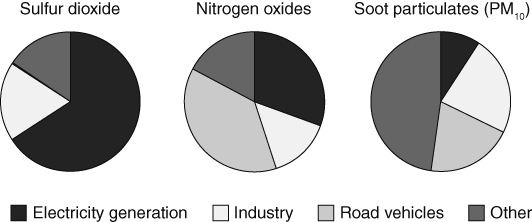 Sulfur dioxide Nitrogen oxides Soot particulates (PM10)
Electricity generation Industry Road vehicles Other